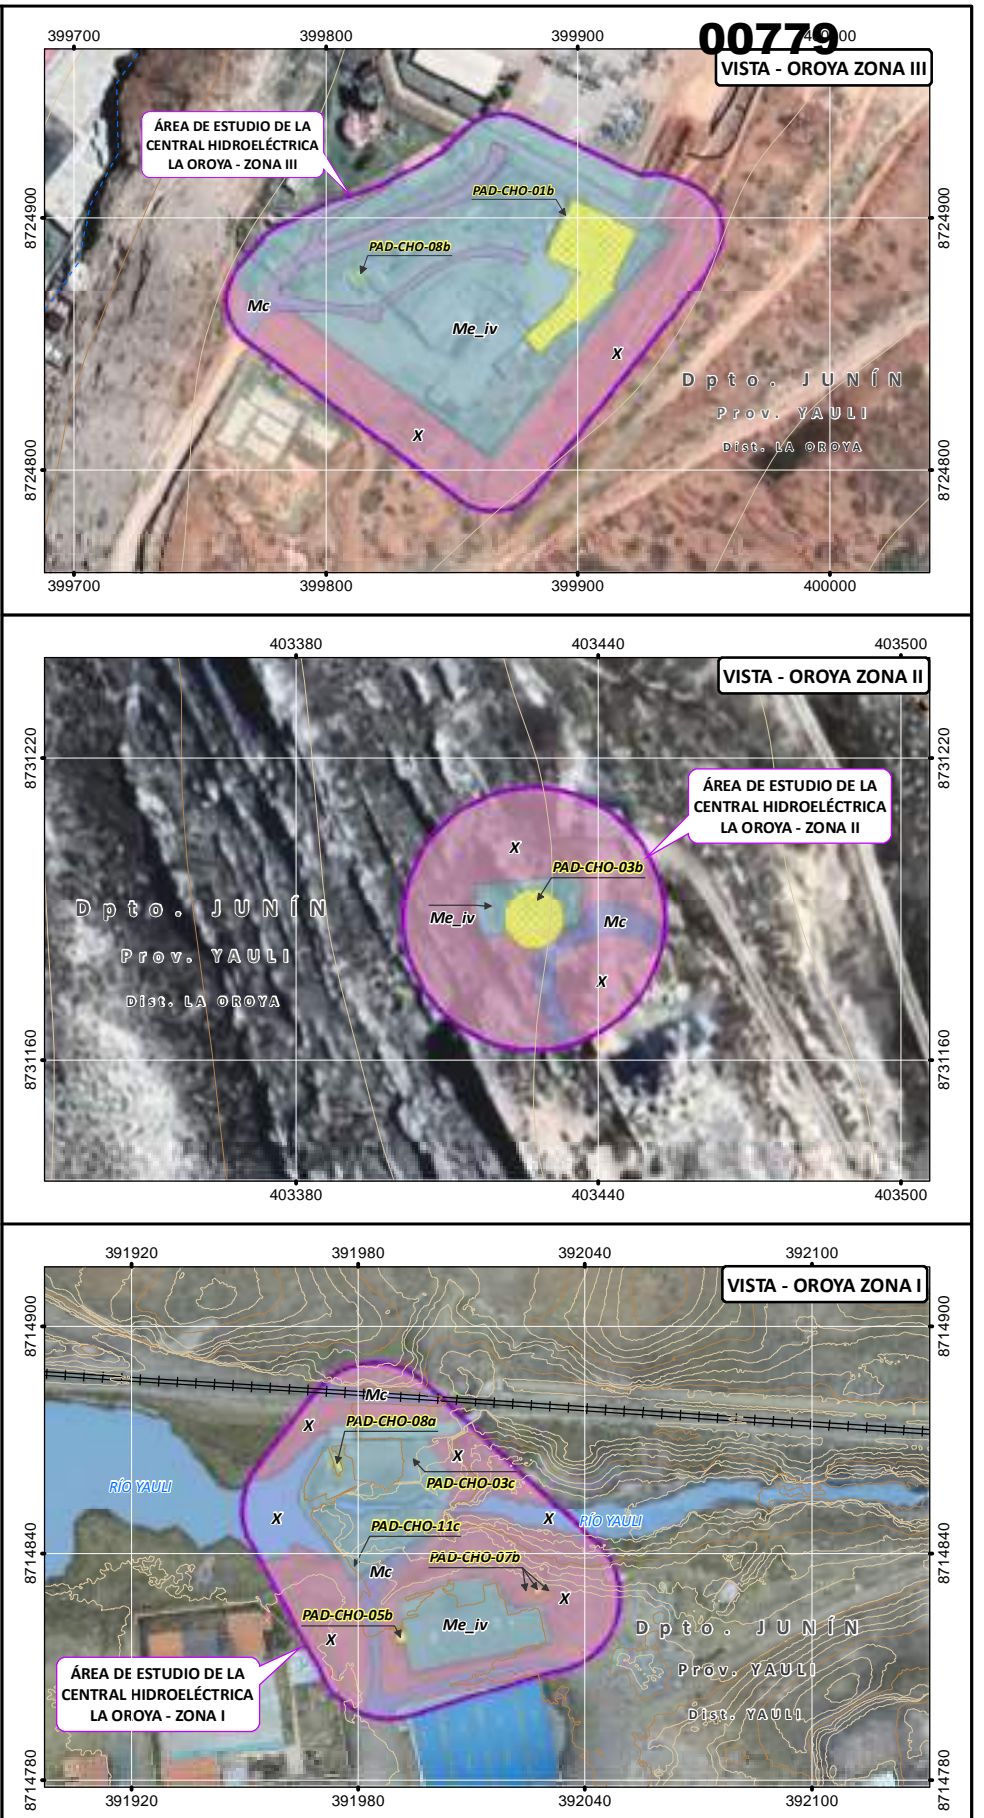 00779
399700 399800 399900 400000
VISTA - OROYA ZONA III
ÁREA DE ESTUDIO DE LA
CENTRAL HIDROELÉCTRICA
LA OROYA - ZONA III
PAD-CHO-01b
8724900 8724900
PAD-CHO-08b
Mc
Me_iv
X
Dpto. JUNÍN
Prov. YAULI
X
Dist. LA OROYA
8724800 8724800
399700 399800 399900 400000
403380 403440 403500
VISTA - OROYA ZONA II
8731220 8731220
ÁREA DE ESTUDIO DE LA
CENTRAL HIDROELÉCTRICA
LA OROYA - ZONA II
X
PAD-CHO-03b
Dpto. JUNÍN
Me_iv
Mc
Prov. YAULI
X
Dist. LA OROYA
8731160 8731160
403380 403440 403500
391920 391980 392040 392100
VISTA - OROYA ZONA I
8714900 8714900
Mc
X
PAD-CHO-08a
X
RÍO YAULI
PAD-CHO-03c
X
X
RÍO YAULI
PAD-CHO-11c
8714840 8714840
PAD-CHO-07b
Mc
X
PAD-CHO-05b
Me_iv
Dpto. JUNÍN
X
ÁREA DE ESTUDIO DE LA
CENTRAL HIDROELÉCTRICA
LA OROYA - ZONA I
Prov. YAULI
Dist. YAULI
8714780 8714780
391920 391980 392040 392100